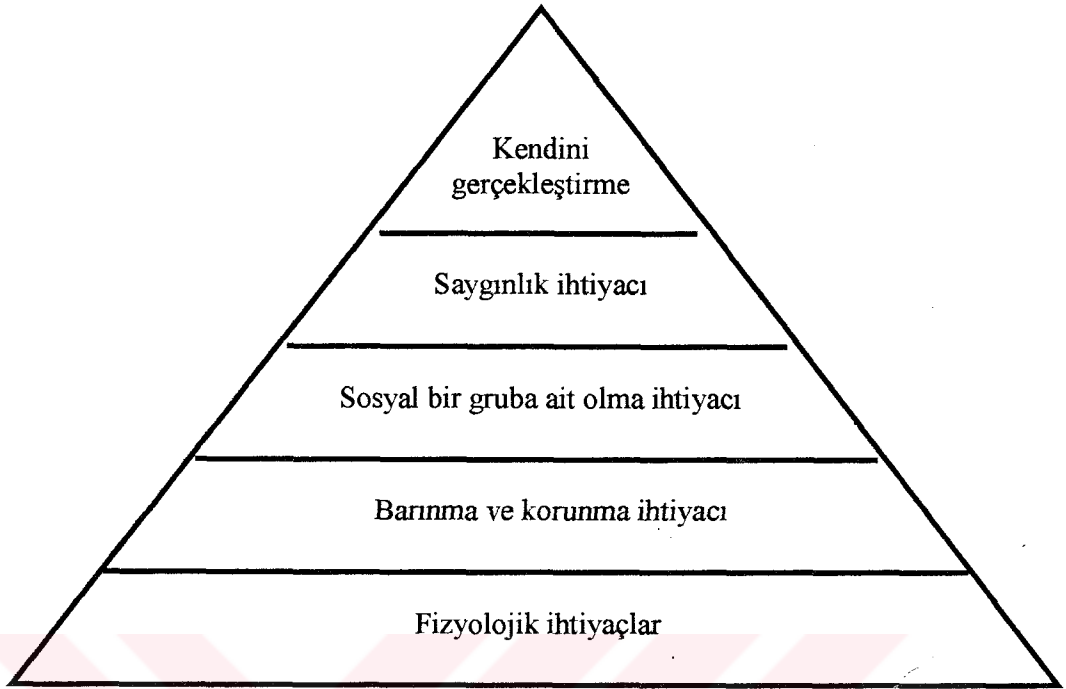 Kendini
gerçekleştirme
Saygınlık ihtiyacı
Sosyal bir gruba ait olma ihtiyacı
Barınma ve korunma ihtiyacı
Fizyolojik ihtiyaçlar